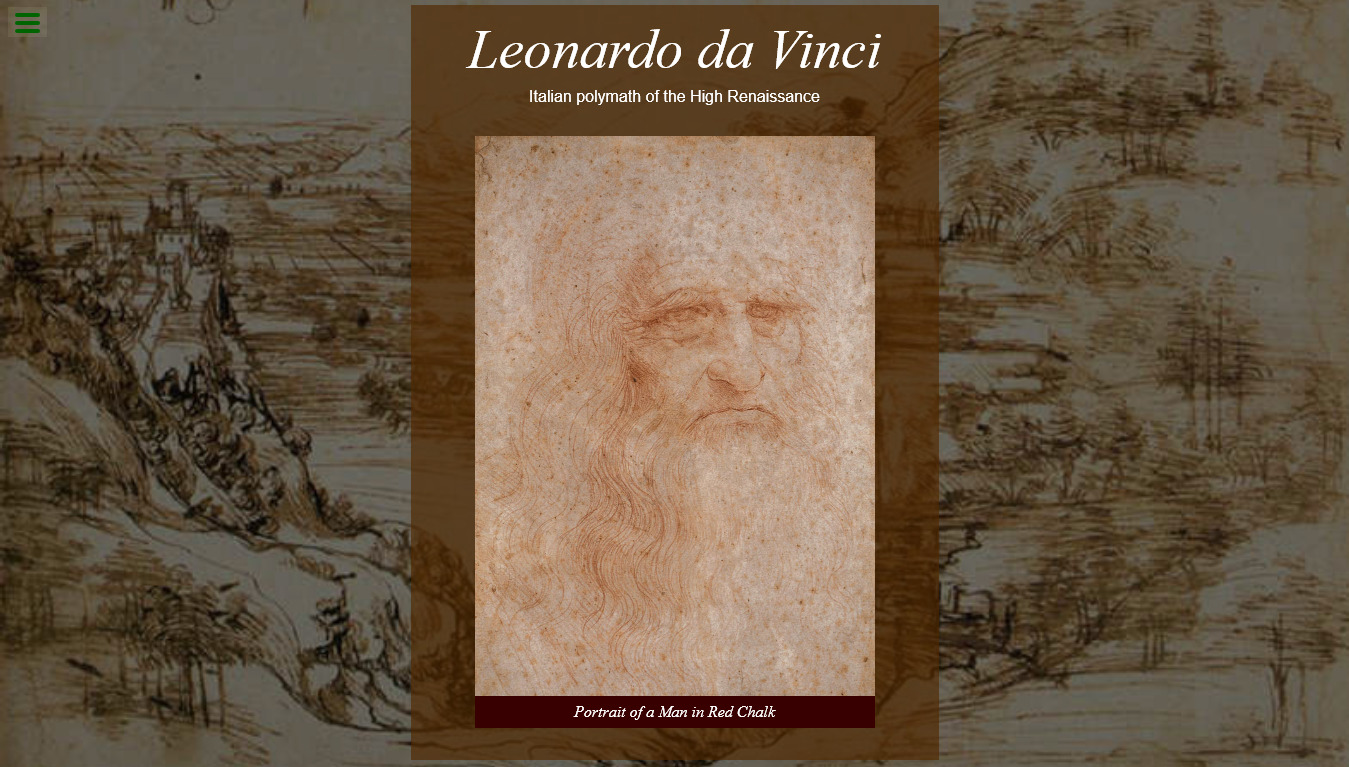 Leonardo da Vinci
Italian polymath of the High Renaissance
Portrait of a Man in Red Chalk